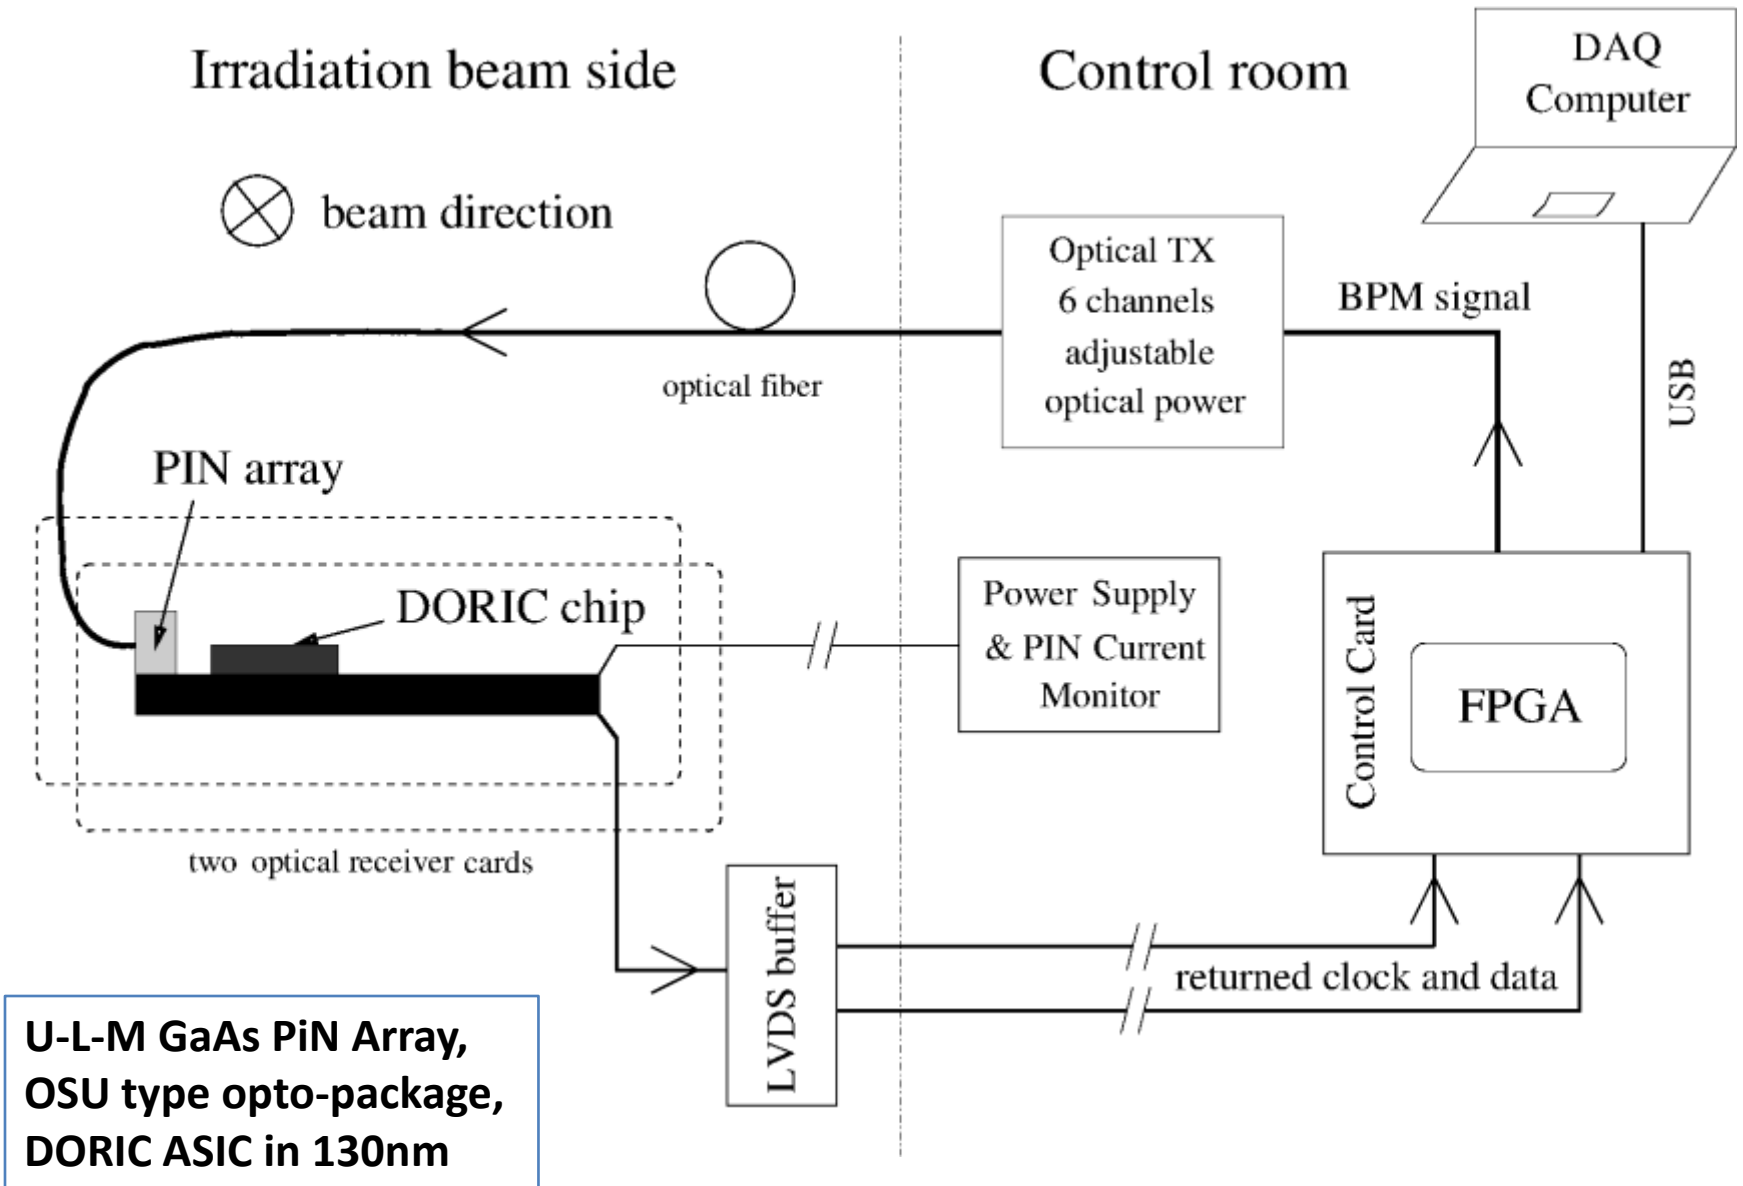 Irradiation beam side
Control room
DAQ
Computer
beam direction
Optical TX
6 channels
adjustable
optical power
BPM signal
optical fiber
USB
PIN array
DORIC chip
Power Supply
& PIN Current
Monitor
Control Card
FPGA
two optical receiver cards
LVDS buffer
returned clock and data
U-L-M GaAs PiN Array,
OSU type opto-package,
DORIC ASIC in 130nm